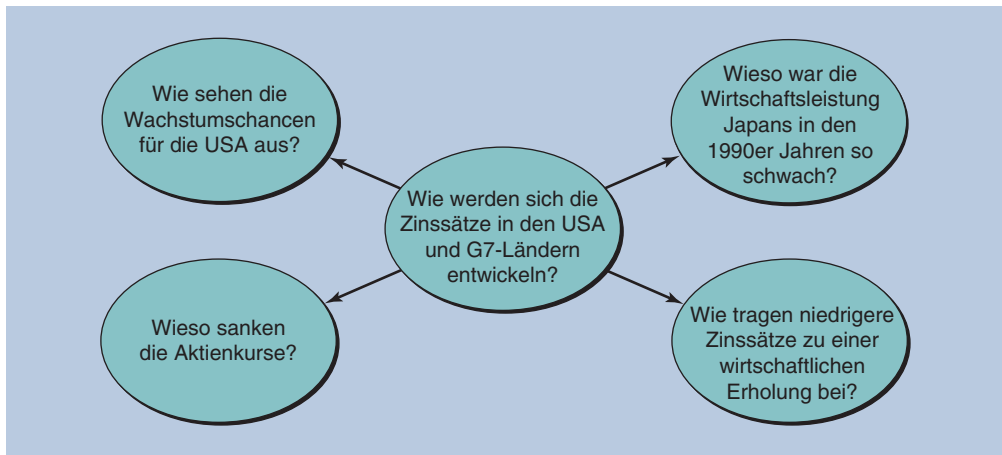 Wie sehen die
Wachstumschancen
für die USA aus?
Wieso war die
Wirtschaftsleistung
Japans in den
1990er Jahren so
schwach?
Wie werden sich die
Zinssätze in den USA
und G7-Ländern
entwickeln?
Wieso sanken
die Aktienkurse?
Wie tragen niedrigere
Zinssätze zu einer
wirtschaftlichen
Erholung bei?